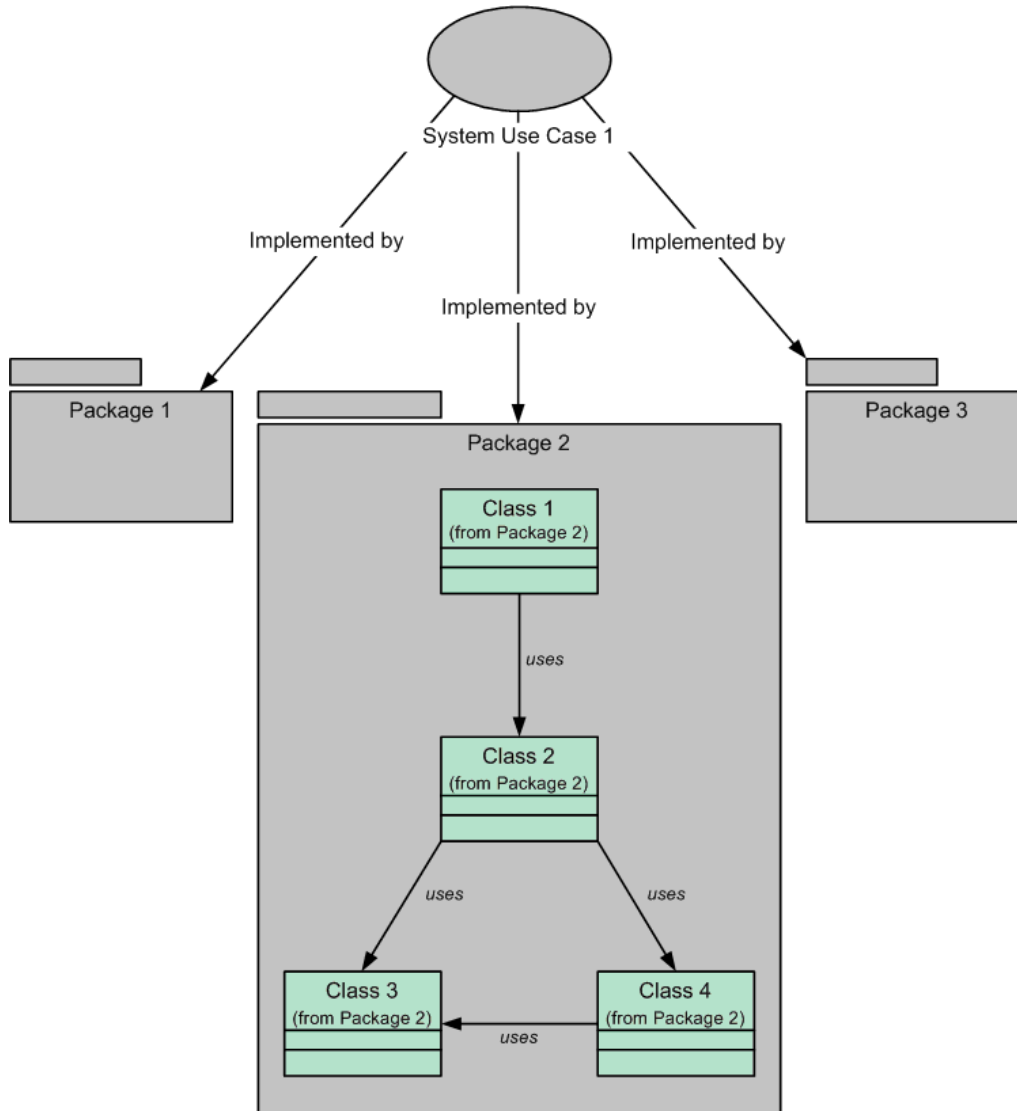 System Use Case 1
Implemented by
Implemented by
Implemented by
Package 1
Package 2
Package 3
Class 1
(from Package 2)
uses
Class 2
(from Package 2)
uses
uses
Class 3
(from Package 2)
uses
Class 4
(from Package 2)